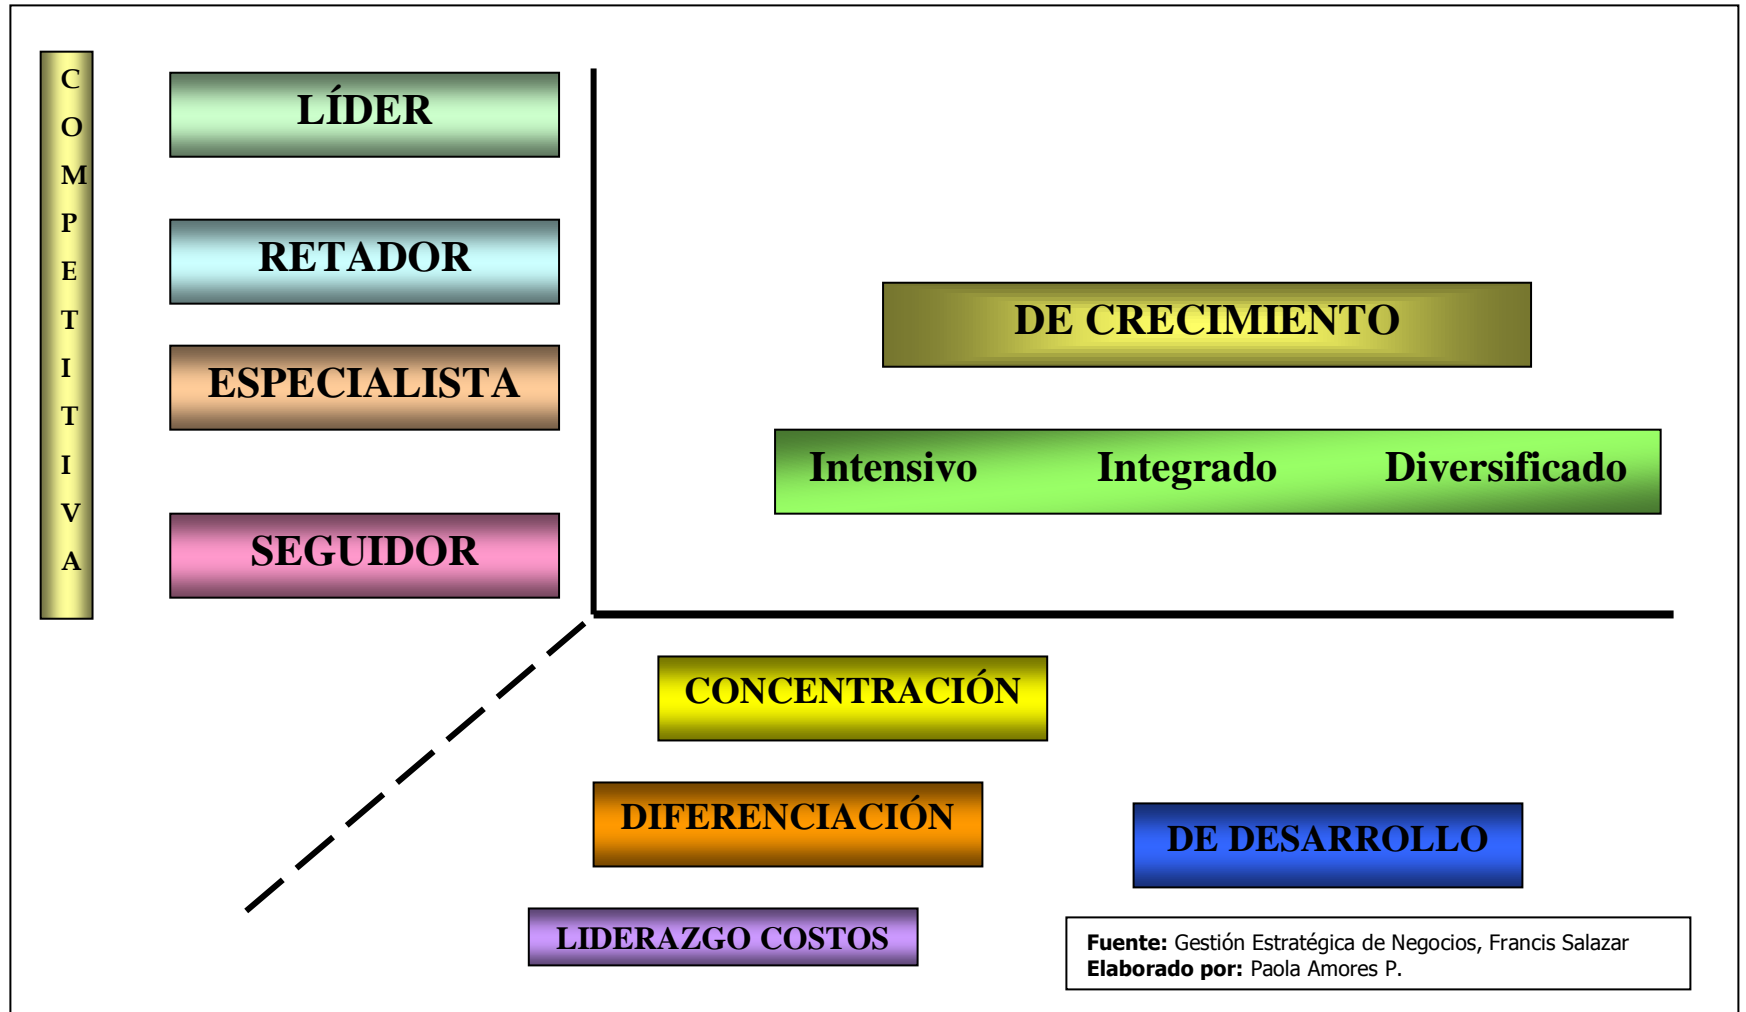 COMPETITIVA
LÍDER
RETADOR
ESPECIALISTA
SEGUIDOR
DE CRECIMIENTO
Intensivo Integrado Diversificado
CONCENTRACIÓN
DIFERENCIACIÓN
LIDERAZGO COSTOS
DE DESARROLLO
Fuente: Gestión Estratégica de Negocios, Francis Salazar
Elaborado por: Paola Amores P.